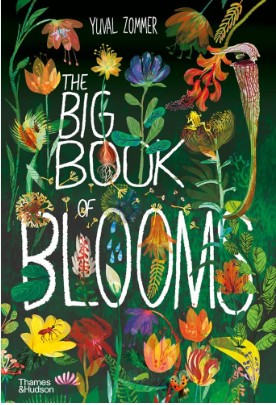 YUVAL ZOMMER
THE
BIG
BOOK
OF
BLOOMS
Thames
&Hudson